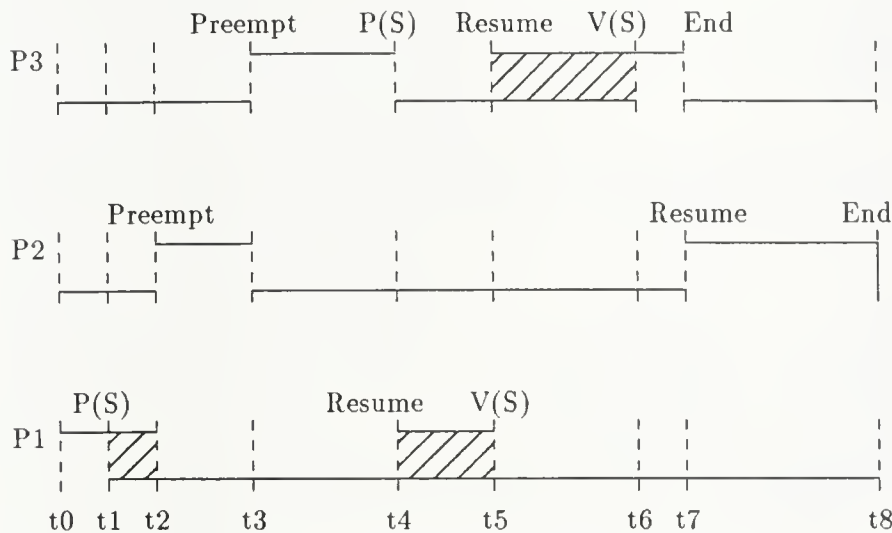 Preempt P(S) Resume V(S) End
P3
Preempt Resume End
P2
P(S) Resume V(S)
P1
t0 t1 t2 t3 t4 t5 t6 t7 t8